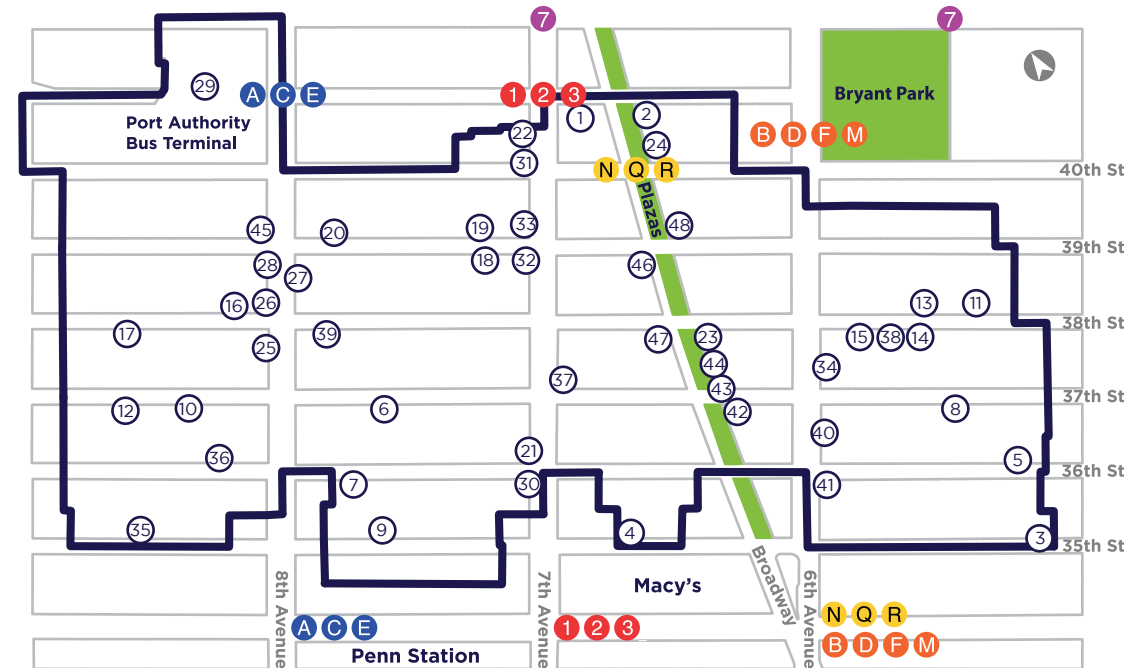 7
7
29
A C E
1 2 3
Bryant Park
1
2
Port Authority
Bus Terminal
22
24
B D F M
31
N Q R
40th St
Plazas
45
20
19
33
48
39th St
28
27
18
32
46
16
26
13
11
38th St
17
39
25
47
23
15
38
14
44
34
37
43
37th St
12
10
6
42
8
40
36
21
5
36th St
7
30
41
35
9
4
3
35th St
8th Avenue
7th Avenue
Broadway
6th Avenue
Macy's
A C E
1 2 3
N Q R
B D F M
Penn Station